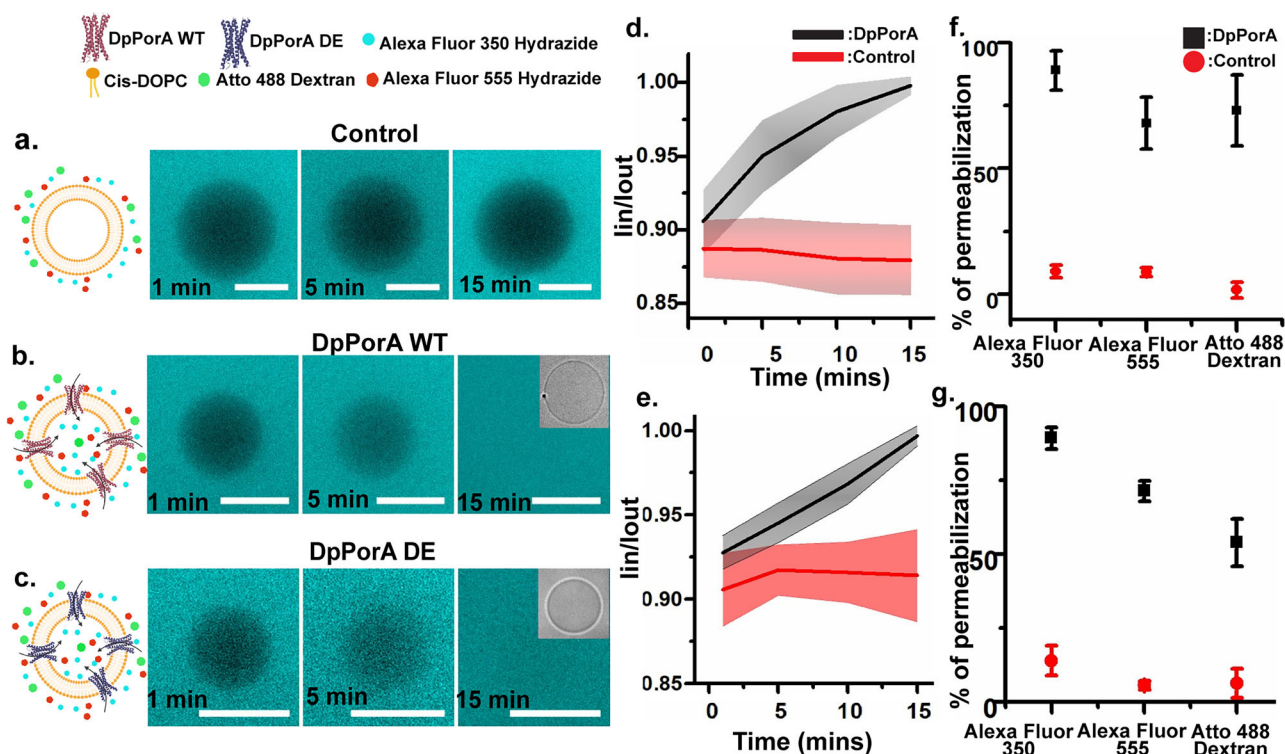 DpPorA WT
DpPorA DE
Alexa Fluor 350 Hydrazide
Cis-DOPC
Atto 488 Dextran
Alexa Fluor 555 Hydrazide
a.
Control
1 min
5 min
15 min
b.
DpPorA WT
1 min
5 min
15 min
c.
DpPorA DE
1 min
5 min
15 min
d.
:DpPorA
:Control
Iin/Iout
1.00
0.95
0.90
0.85
0 5 10 15
Time (mins)
e.
Iin/Iout
1.00
0.95
0.90
0.85
0 5 10 15
Time (mins)
f.
:DpPorA
:Control
% of permeabilization
100
50
0
Alexa Fluor
350
Alexa Fluor
555
Atto 488
Dextran
g.
% of permeabilization
100
50
0
Alexa Fluor
350
Alexa Fluor
555
Atto 488
Dextran